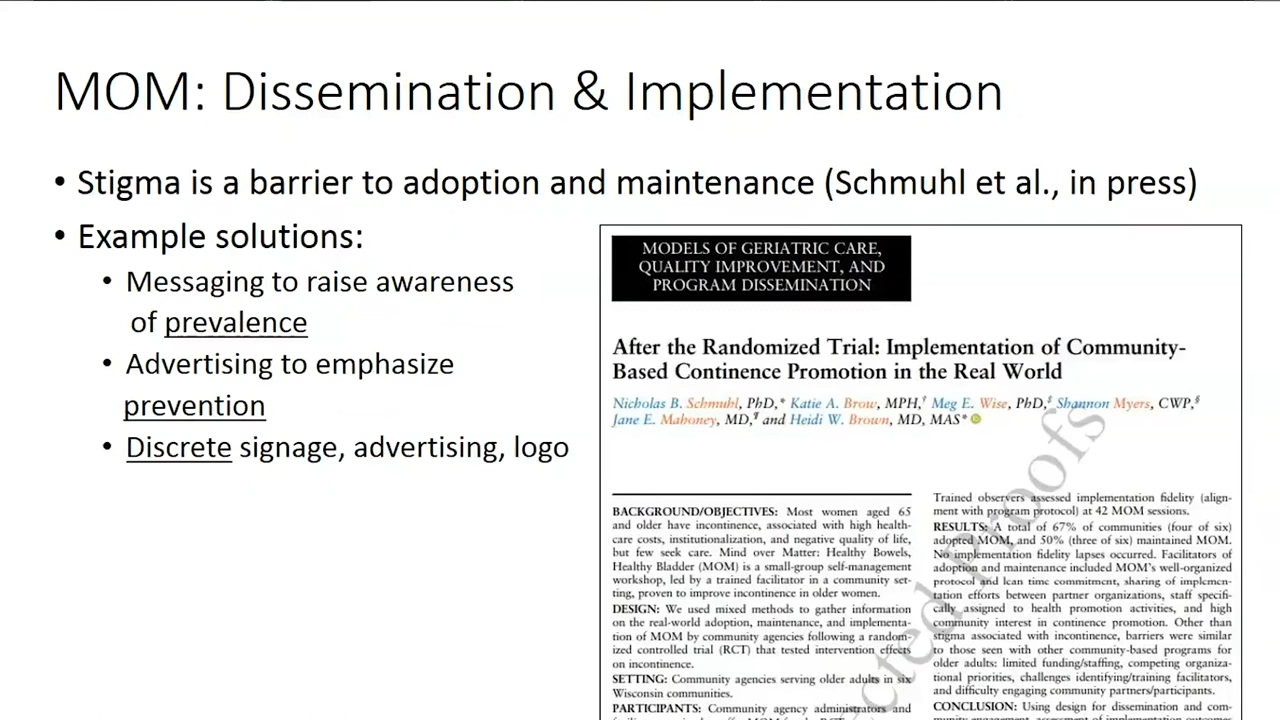 MOM: Dissemination & Implementation
• Stigma is a barrier to adoption and maintenance (Schmuhl et al., in press)
• Example solutions:
• Messaging to raise awareness
of prevalence
• Advertising to emphasize
prevention
• Discrete signage, advertising, logo
MODELS OF GERIATRIC CARE,
QUALITY IMPROVEMENT, AND
PROGRAM DISSEMINATION
After the Randomized Trial: Implementation of Community-
Based Continence Promotion in the Real World
Nicholas B. Schmuhl, PhD,* Katie A. Brow, MPH,† Meg E. Wise, PhD,‡ Shannon Myers, CWP,§
Jane E. Mahoney, MD,¶ and Heidi W. Brown, MD, MAS*
BACKGROUND/OBJECTIVES: Most women aged 65
and older have incontinence, associated with high health-
care costs, institutionalization, and negative quality of life,
but few seek care. Mind over Matter: Healthy Bowels,
Healthy Bladder (MOM) is a small-group self-management
workshop, led by a trained facilitator in a community set-
ting, proven to improve incontinence in older women.
DESIGN: We used mixed methods to gather information
on the real-world adoption, maintenance, and implementa-
tion of MOM by community agencies following a random-
ized controlled trial (RCT) that tested intervention effects
on incontinence.
SETTING: Community agencies serving older adults in six
Wisconsin communities.
PARTICIPANTS: Community agency administrators and
Trained observers assessed implementation fidelity (align-
ment with program protocol) at 42 MOM sessions.
RESULTS: A total of 67% of communities (four of six)
adopted MOM, and 50% (three of six) maintained MOM.
No implementation fidelity lapses occurred. Facilitators of
adoption and maintenance included MOM's well-organized
protocol and lean time commitment, sharing of implemen-
tation efforts between partner organizations, staff specifi-
cally assigned to health promotion activities, and high
community interest in continence promotion. Other than
stigma associated with incontinence, barriers were similar
to those seen with other community-based programs for
older adults: limited funding/staffing, competing organiza-
tional priorities, challenges identifying/training facilitators,
and difficulty engaging community partners/participants.
CONCLUSION: Using design for dissemination and com-
Proofs